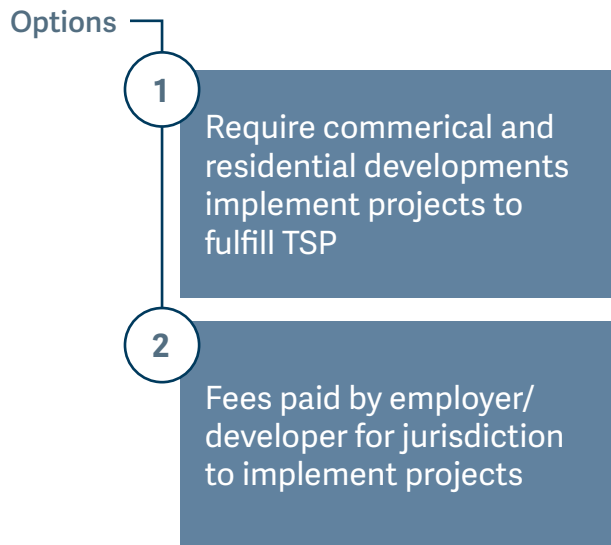 Options
1
Require commerical and
residential developments
implement projects to
fulfill TSP
2
Fees paid by employer/
developer for jurisdiction
to implement projects